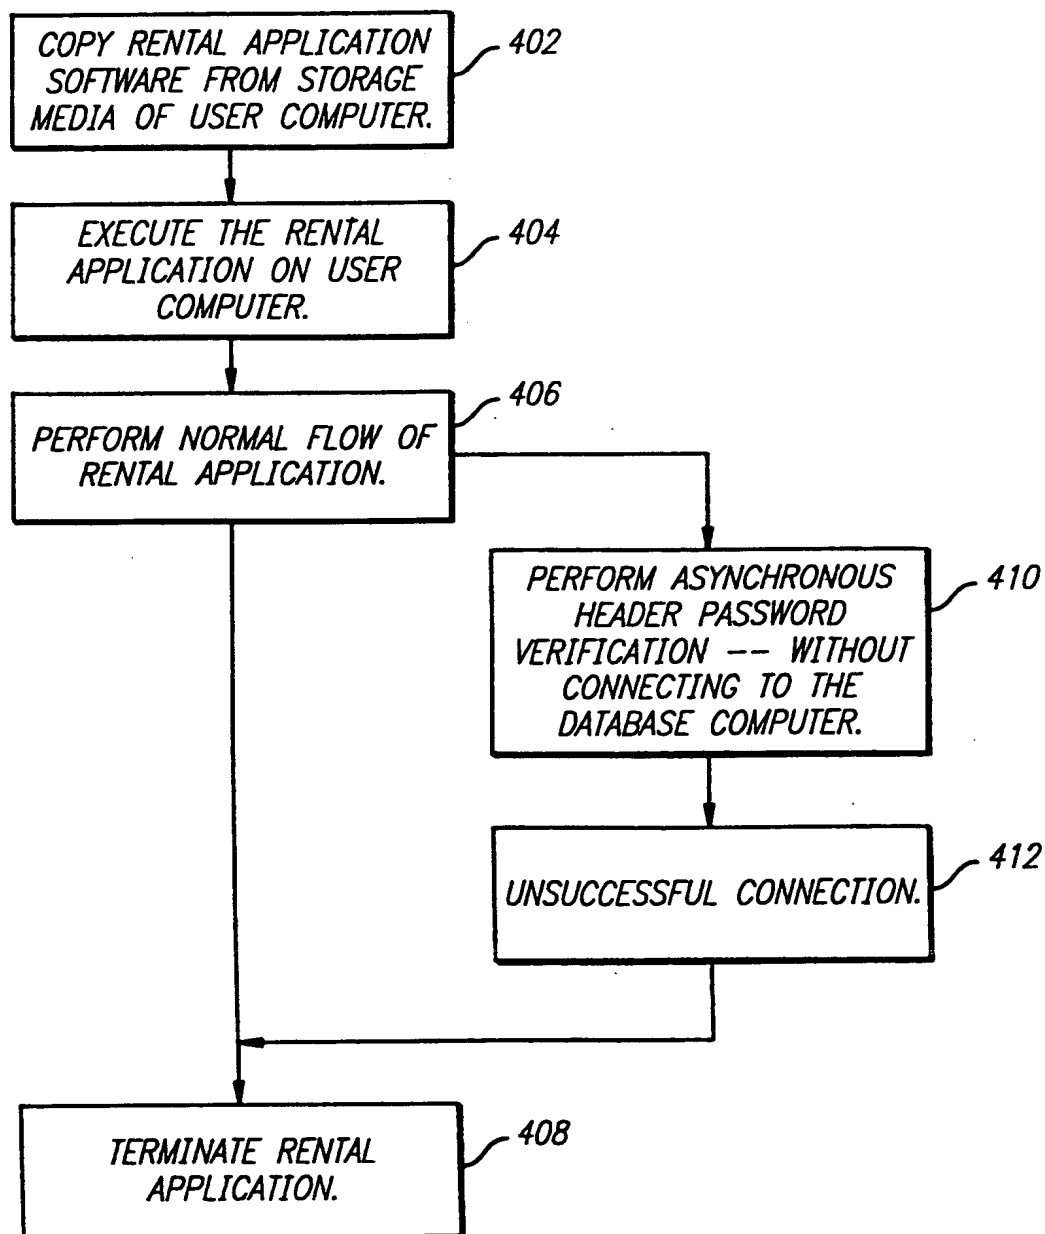 COPY RENTAL APPLICATION
SOFTWARE FROM STORAGE
MEDIA OF USER COMPUTER.
402
EXECUTE THE RENTAL
APPLICATION ON USER
COMPUTER.
404
PERFORM NORMAL FLOW OF
RENTAL APPLICATION.
406
PERFORM ASYNCHRONOUS
HEADER PASSWORD
VERIFICATION -- WITHOUT
CONNECTING TO THE
DATABASE COMPUTER.
410
UNSUCCESSFUL CONNECTION.
412
TERMINATE RENTAL
APPLICATION.
408